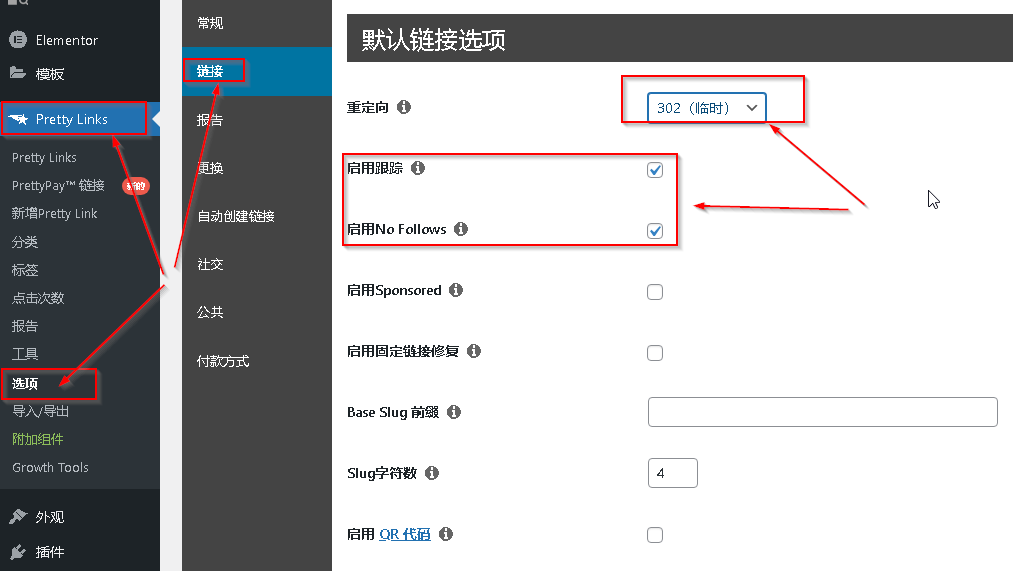 Elementor
模板
Pretty Links
Pretty Links
PrettyPay™ 链接 新的
新增Pretty Link
分类
标签
点击次数
报告
工具
选项
导入/导出
附加组件
Growth Tools
外观
插件
常规
链接
报告
更换
自动创建链接
社交
公共
付款方式
默认链接选项
重定向 302（临时）
启用跟踪
启用No Follows
启用Sponsored
启用固定链接修复
Base Slug 前缀
Slug字符数 4
启用 QR 代码